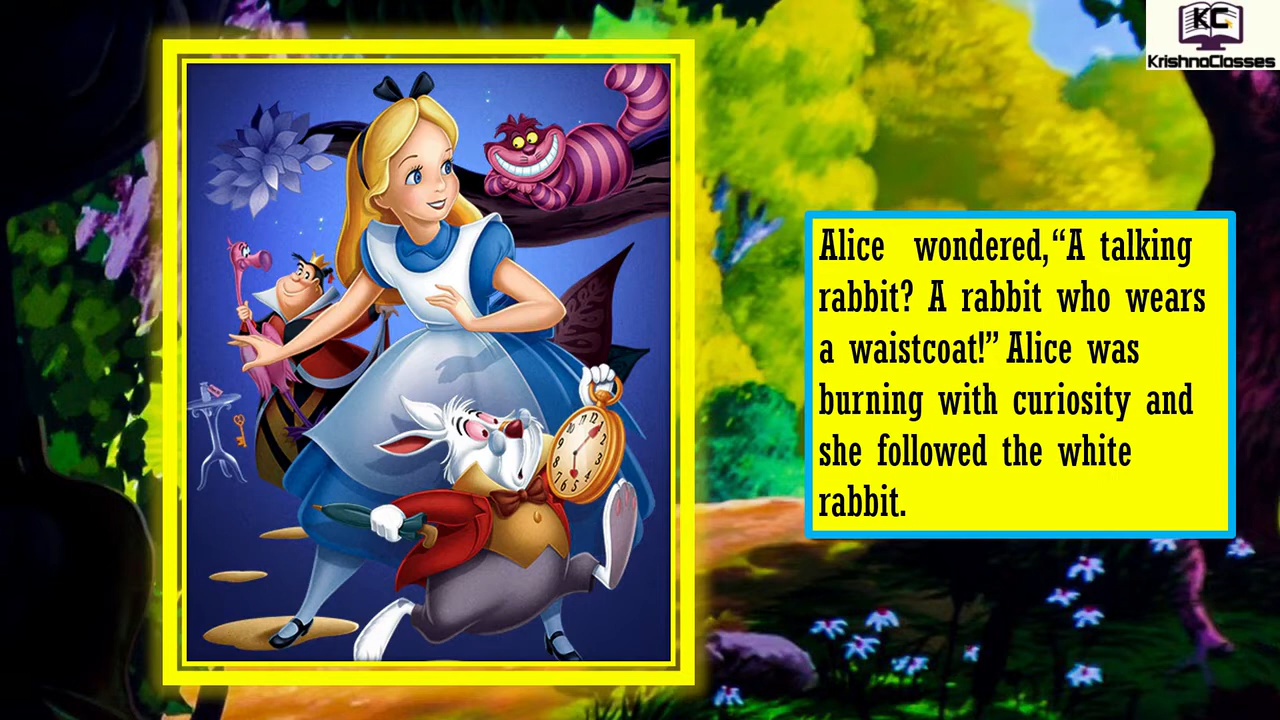 KC
KrishnaClasses
Alice wondered,“A talking
rabbit? A rabbit who wears
a waistcoat!” Alice was
burning with curiosity and
she followed the white
rabbit.